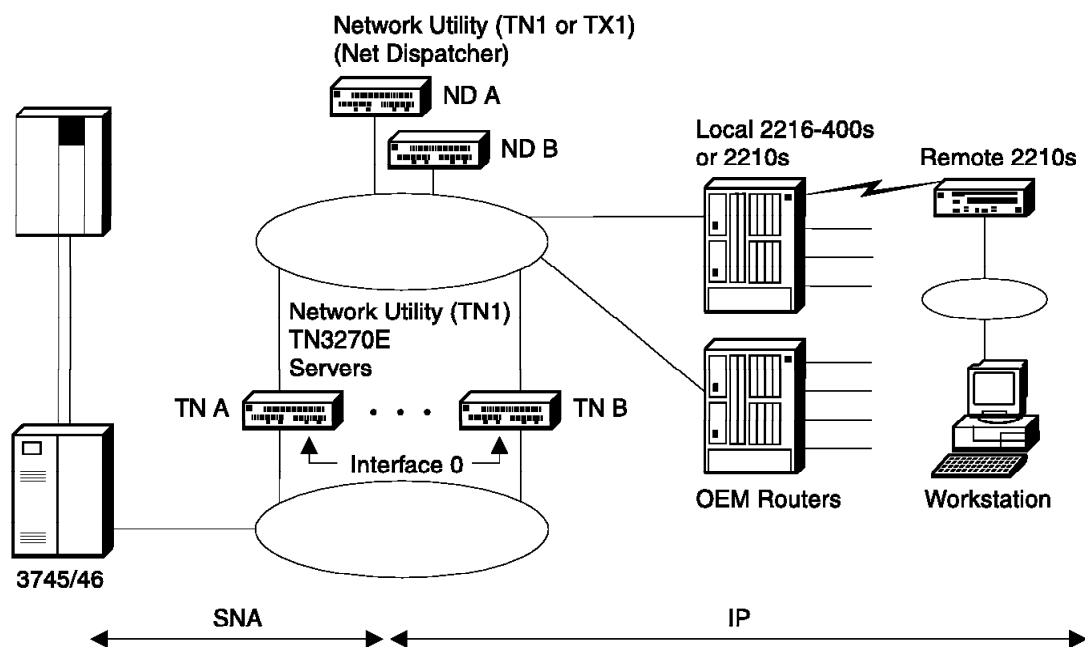 Network Utility (TN1 or TX1)
(Net Dispatcher)
ND A
ND B
Local 2216-400s
or 2210s
Remote 2210s
Network Utility (TN1)
TN3270E
Servers
TN A
. . .
TN B
Interface 0
OEM Routers
Workstation
3745/46
SNA
IP